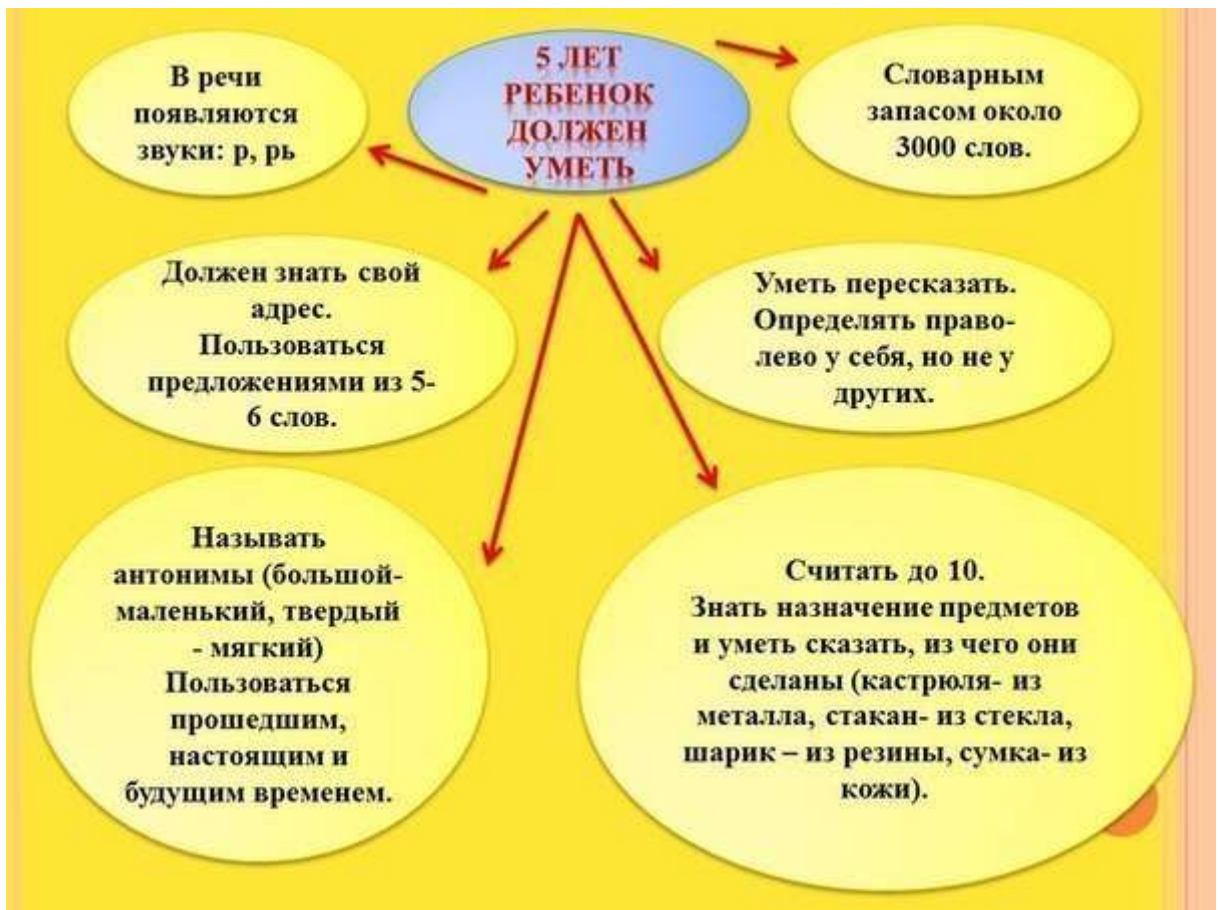 5 ЛЕТ
РЕБЕНОК
ДОЛЖЕН
УМЕТЬ
В речи
появляются
звуки: р, рь
Словарным
запасом около
3000 слов.
Должен знать свой
адрес.
Пользоваться
предложениями из 5-
6 слов.
Уметь пересказать.
Определять право-
лево у себя, но не у
других.
Называть
антонимы (большой-
маленький, твердый
- мягкий)
Пользоваться
прошедшим,
настоящим и
будущим временем.
Считать до 10.
Знать назначение предметов
и уметь сказать, из чего они
сделаны (кастрюля- из
металла, стакан- из стекла,
шарик – из резины, сумка- из
кожи).